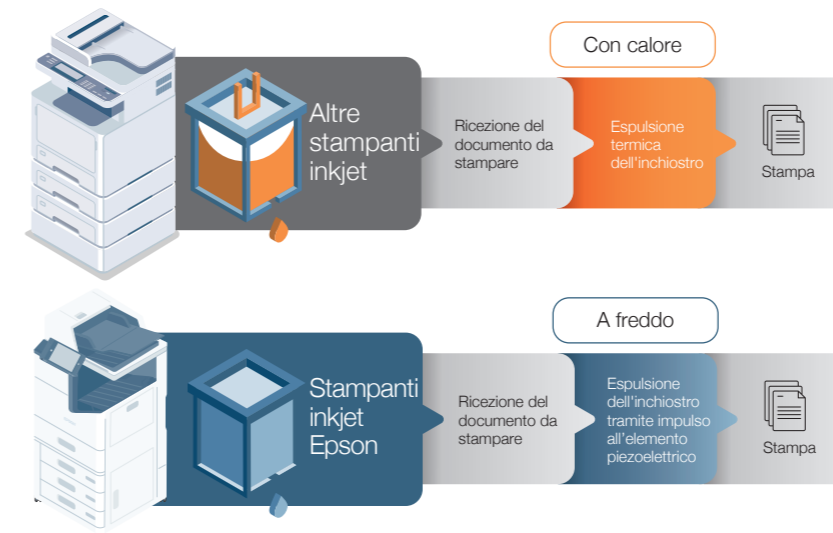 Con calore
Altre
stampanti
inkjet
Ricezione del
documento da
stampare
Espulsione
termica
dell'inchiostro
Stampa
A freddo
Stampanti
inkjet
Epson
Ricezione del
documento da
stampare
Espulsione
dell'inchiostro
tramite impulso
all'elemento
piezoelettrico
Stampa